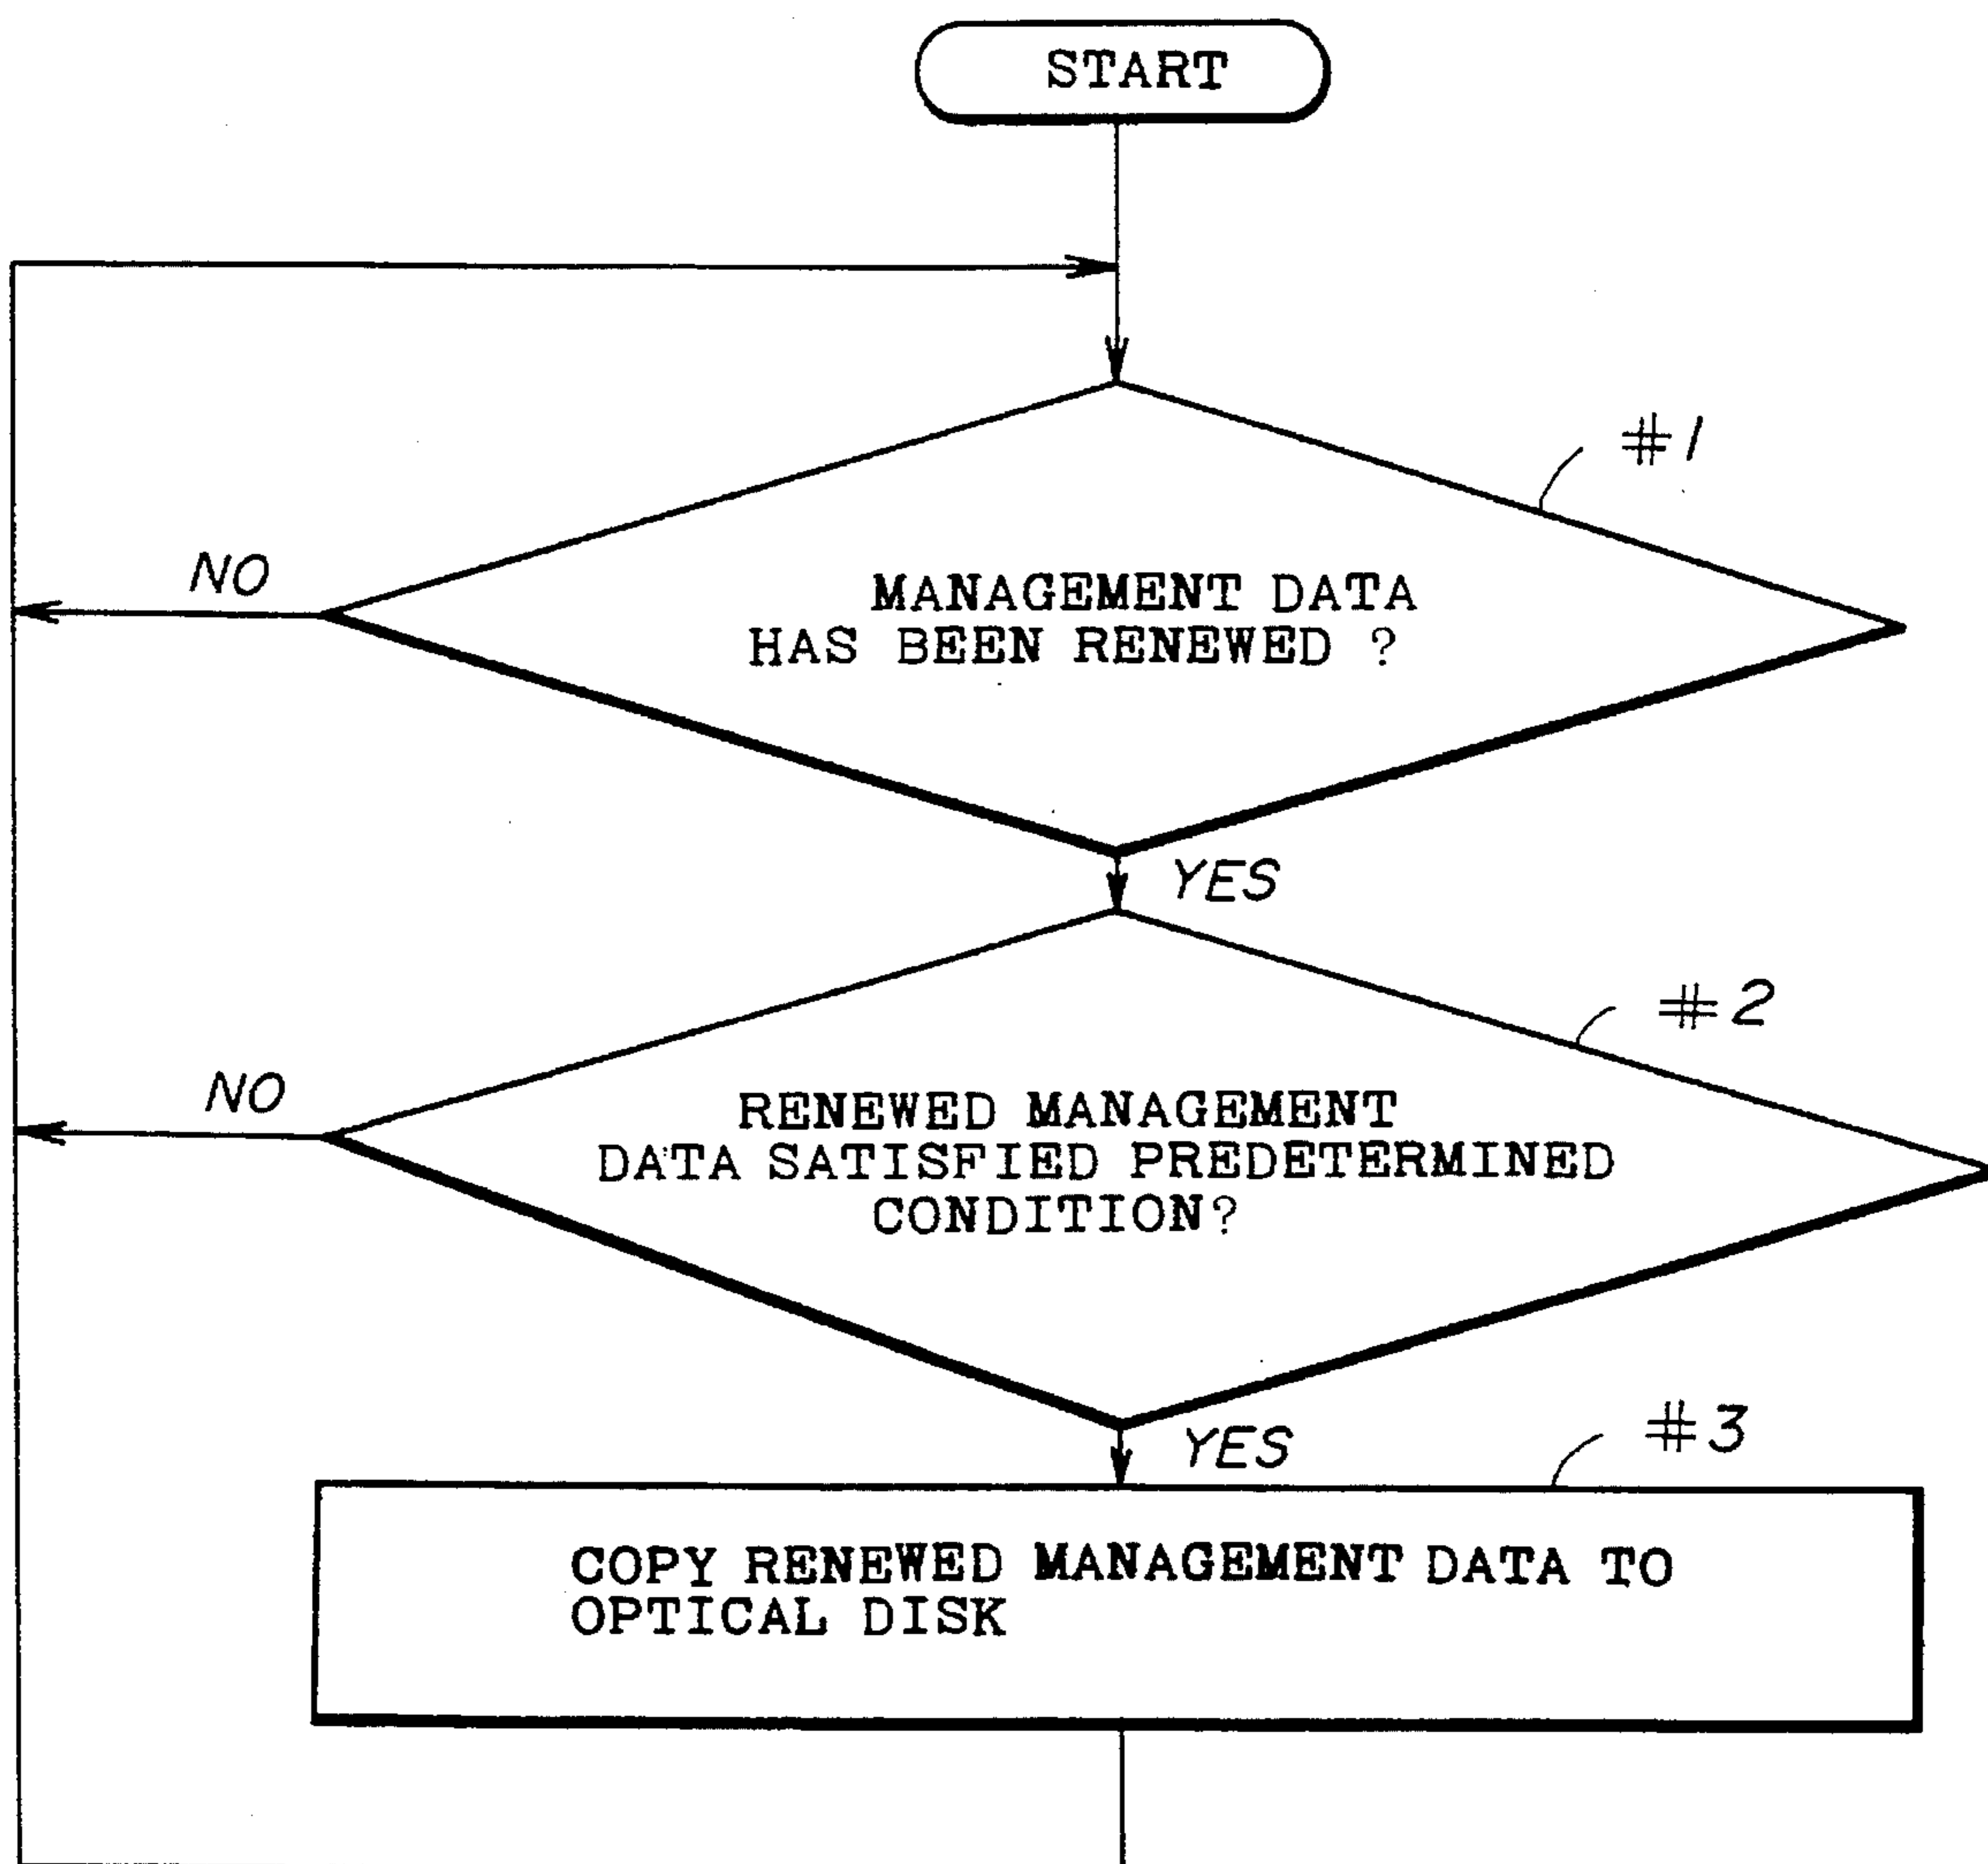 START
#1
NO
MANAGEMENT DATA
HAS BEEN RENEWED ?
YES
#2
NO
RENEWED MANAGEMENT
DATA SATISFIED PREDETERMINED
CONDITION?
YES
#3
COPY RENEWED MANAGEMENT DATA TO
OPTICAL DISK